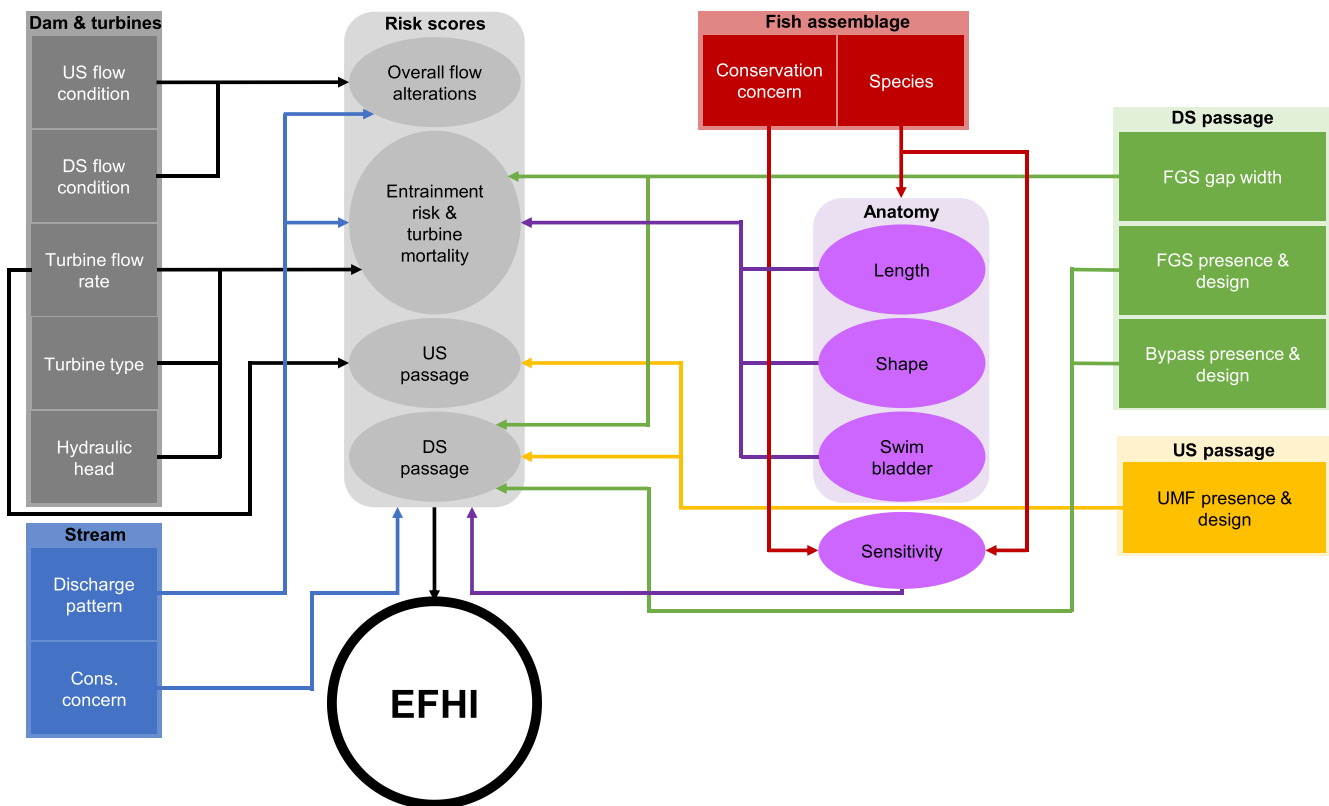 Dam & turbines
US flow
condition
DS flow
condition
Turbine flow
rate
Turbine type
Hydraulic
head
Stream
Discharge
pattern
Cons.
concern
Risk scores
Overall flow
alterations
Entrainment
risk &
turbine
mortality
US
passage
DS
passage
EFHI
Fish assemblage
Conservation
concern
Species
Anatomy
Length
Shape
Swim
bladder
Sensitivity
DS passage
FGS gap width
FGS presence &
design
Bypass presence &
design
US passage
UMF presence &
design